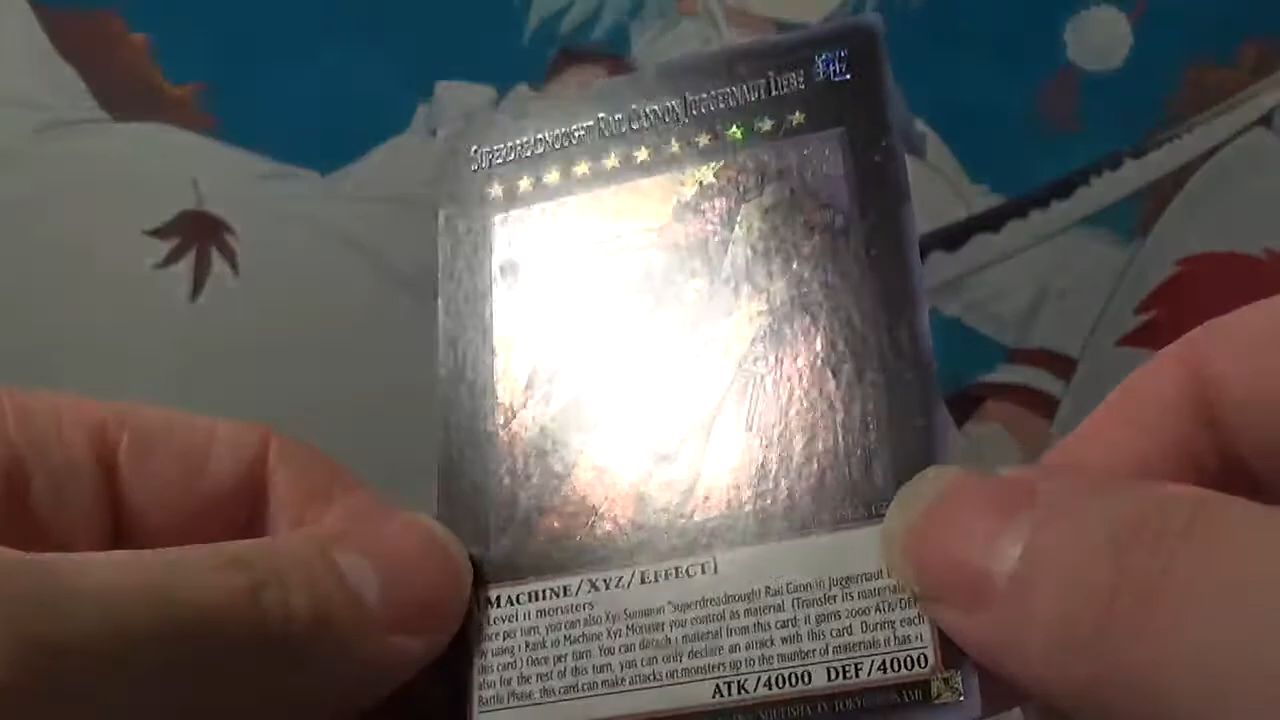 Superdreadnought Rail Cannon Juggernaut Liebe
[Machine/Xyz/Effect]
Level 11 monsters
Once per turn, you can also Xyz Summon "Superdreadnought Rail Cannon Juggernaut
by using 1 Rank 10 Machine Xyz Monster you control as material. (Transfer its materials
this card.) Once per turn: You can detach 1 material from this card; it gains 2000 ATK/DEF
also for the rest of this turn, you can only declare an attack with this card. During each
Battle Phase, this card can make attacks on monsters up to the number of materials it has +1.
ATK/4000 DEF/4000